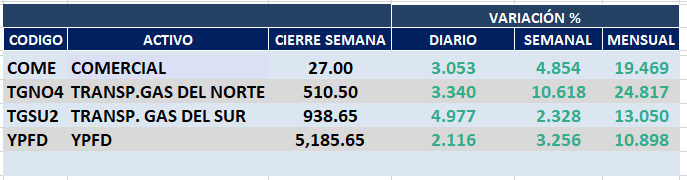 VARIACIÓN %
CODIGO ACTIVO CIERRE SEMANA DIARIO SEMANAL MENSUAL
COME COMERCIAL 27.00 3.053 4.854 19.469
TGNO4 TRANSP.GAS DEL NORTE 510.50 3.340 10.618 24.817
TGSU2 TRANSP. GAS DEL SUR 938.65 4.977 2.328 13.050
YPFD YPFD 5,185.65 2.116 3.256 10.898